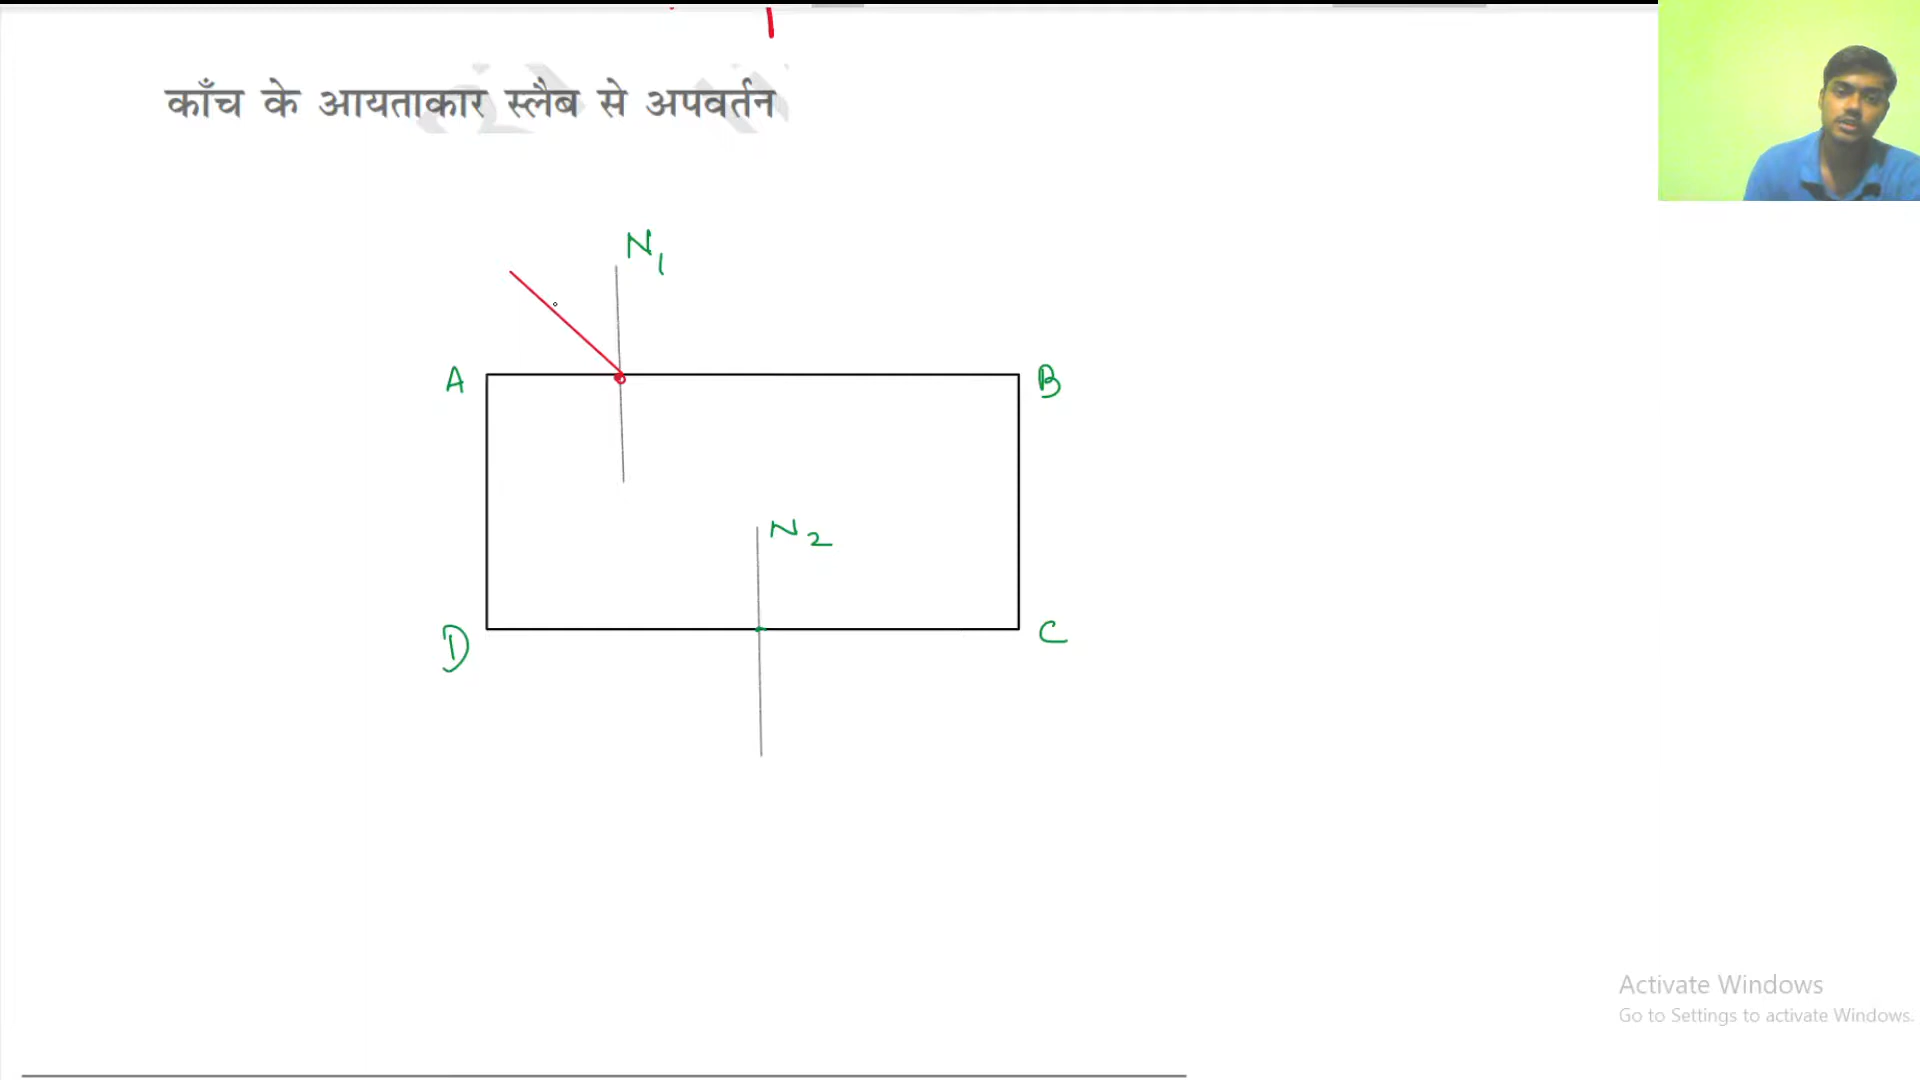 काँच के आयताकार स्लैब से अपवर्तन
N1
A
B
N2
D
C
Activate Windows
Go to Settings to activate Windows.